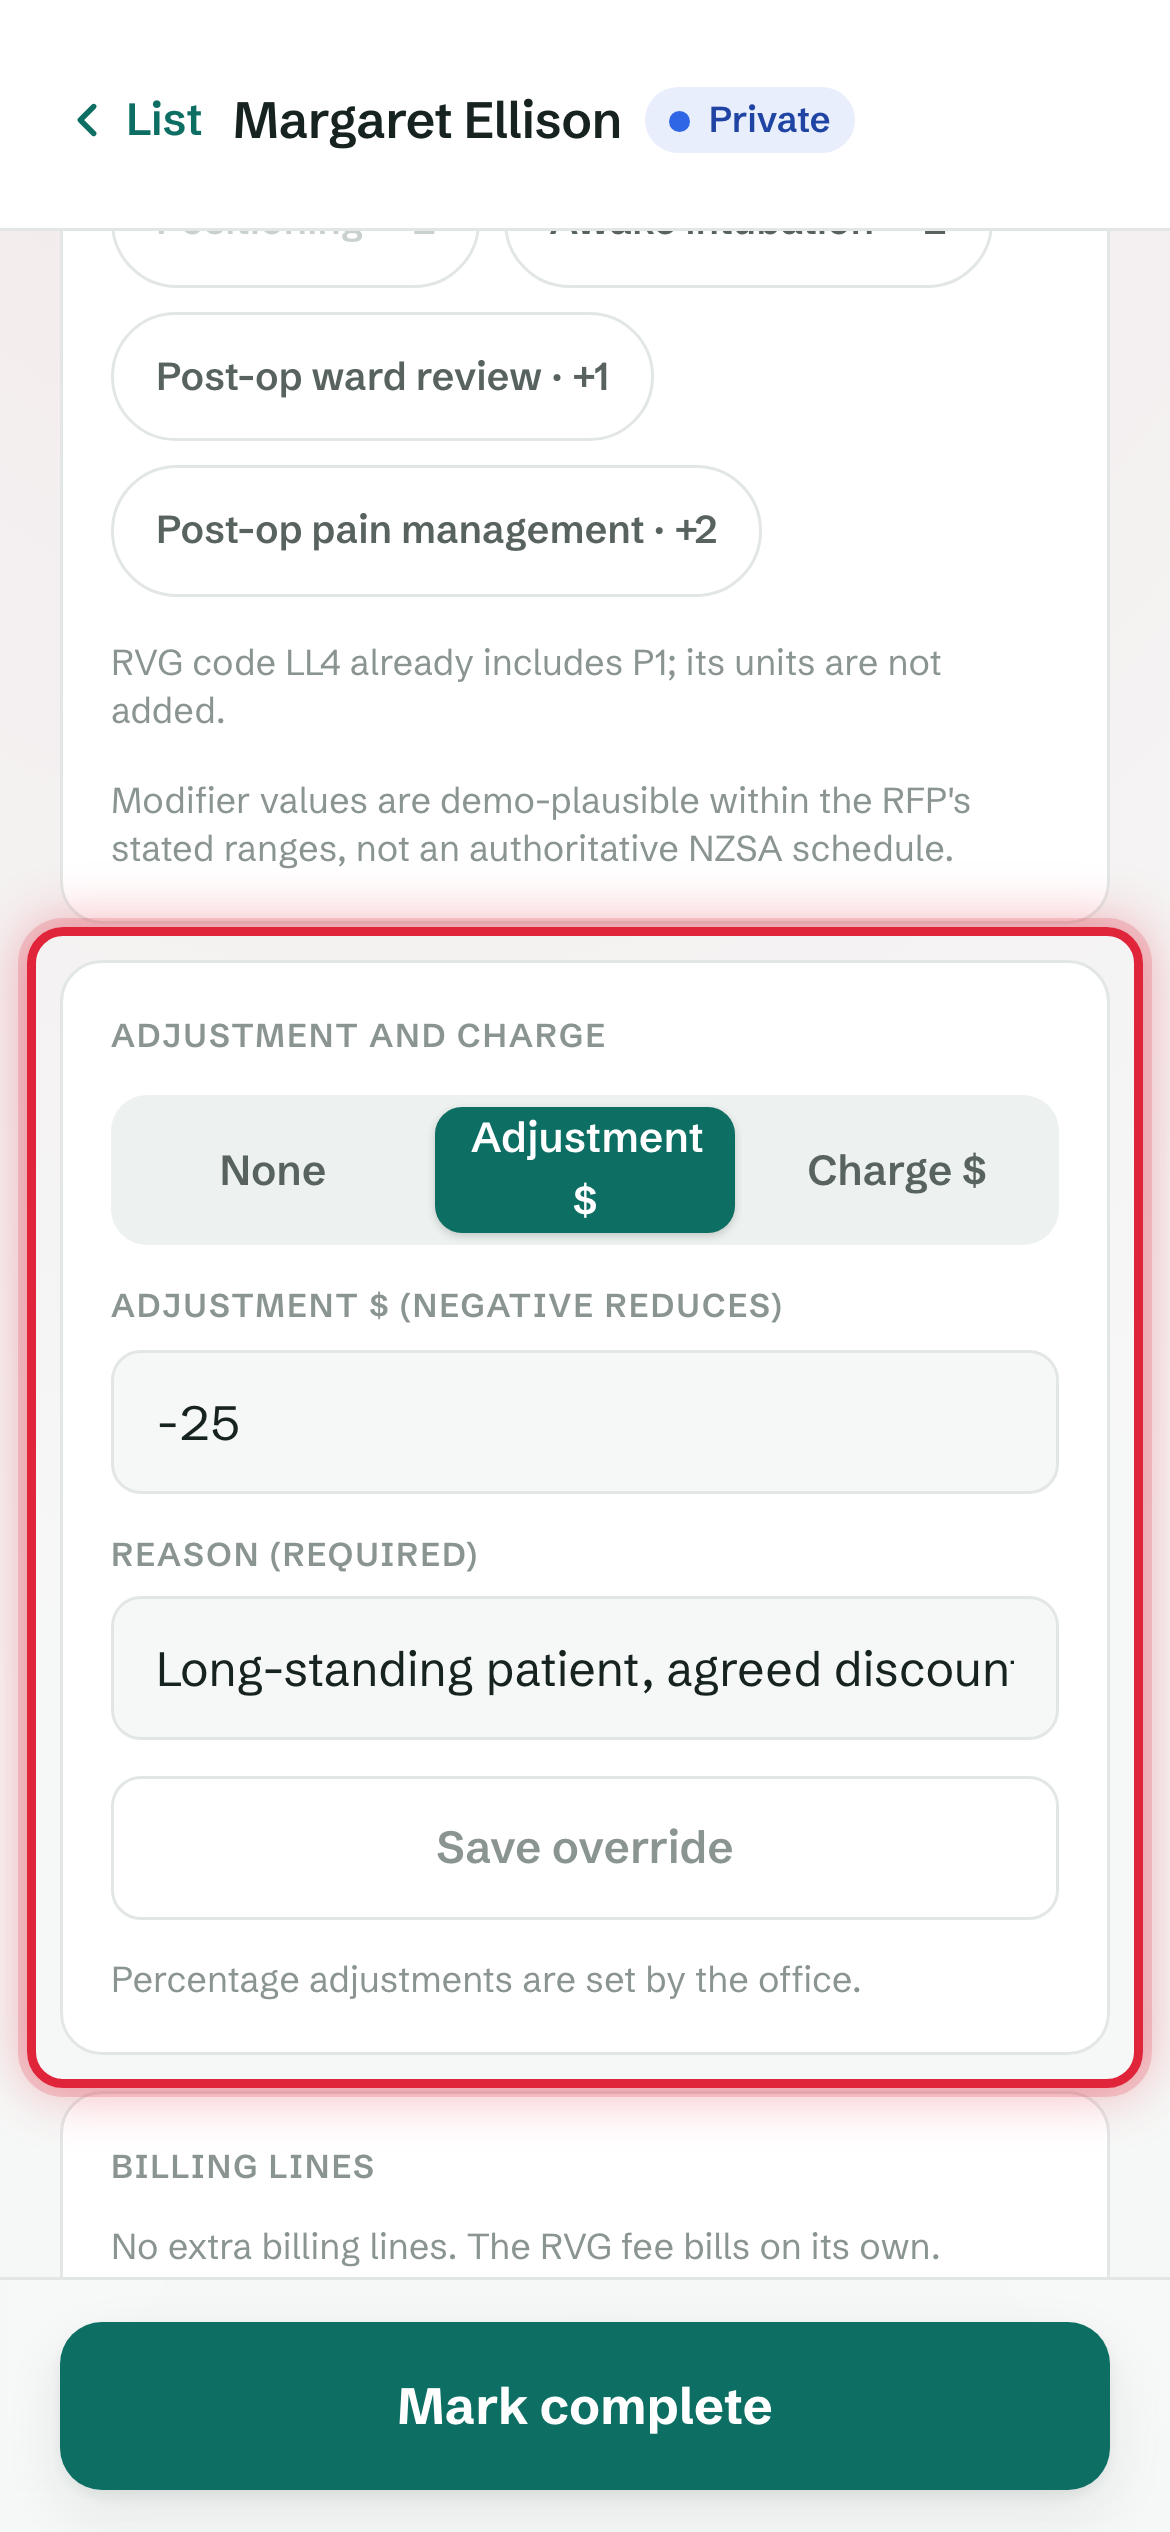 List Margaret Ellison Private
Positioning
Awake intubation
Post-op ward review · +1
Post-op pain management · +2
RVG code LL4 already includes P1; its units are not
added.
Modifier values are demo-plausible within the RFP's
stated ranges, not an authoritative NZSA schedule.
ADJUSTMENT AND CHARGE
None
Adjustment
$
Charge $
ADJUSTMENT $ (NEGATIVE REDUCES)
-25
REASON (REQUIRED)
Long-standing patient, agreed discount
Save override
Percentage adjustments are set by the office.
BILLING LINES
No extra billing lines. The RVG fee bills on its own.
Mark complete